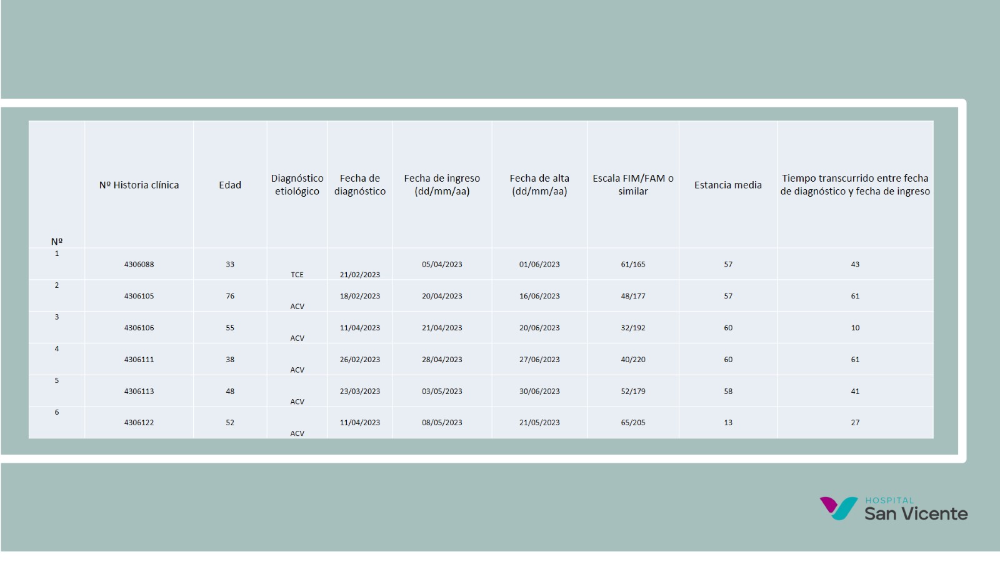 Nº Nº Historia clínica Edad Diagnóstico etiológico Fecha de diagnóstico Fecha de ingreso (dd/mm/aa) Fecha de alta (dd/mm/aa) Escala FIM/FAM o similar Estancia media Tiempo transcurrido entre fecha de diagnóstico y fecha de ingreso
1 4306088 33 TCE 21/02/2023 05/04/2023 01/06/2023 61/165 57 43
2 4306105 76 ACV 18/02/2023 20/04/2023 16/06/2023 48/177 57 61
3 4306106 55 ACV 11/04/2023 21/04/2023 20/06/2023 32/192 60 10
4 4306111 38 ACV 26/02/2023 28/04/2023 27/06/2023 40/220 60 61
5 4306113 48 ACV 23/03/2023 03/05/2023 30/06/2023 52/179 58 41
6 4306122 52 ACV 11/04/2023 08/05/2023 21/05/2023 65/205 13 27
HOSPITAL
San Vicente